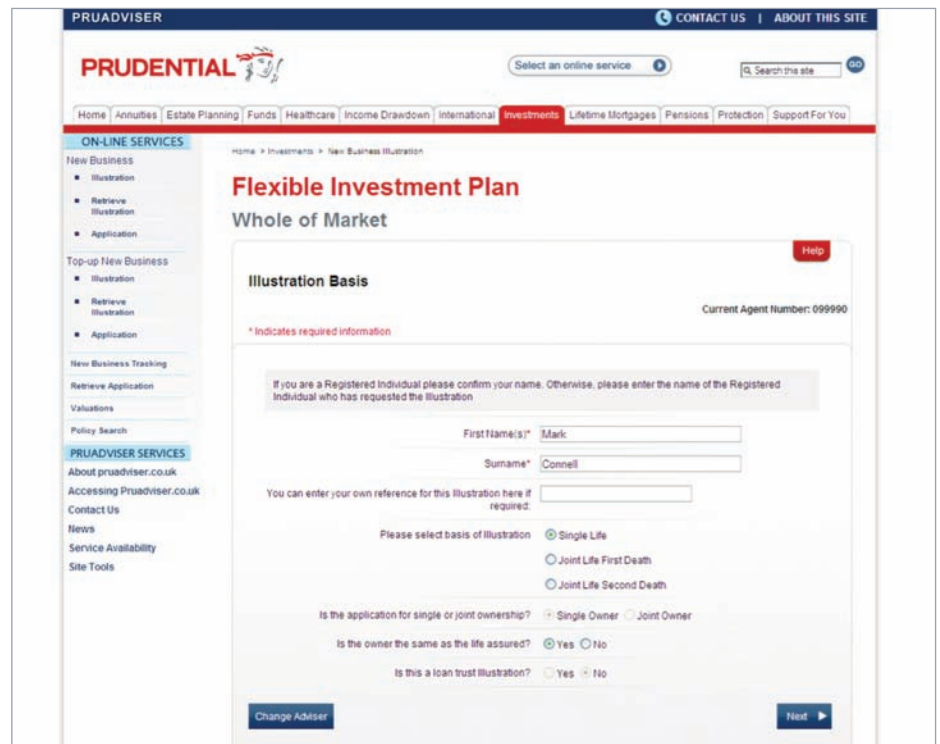 PRUADVISER
CONTACT US | ABOUT THIS SITE
PRUDENTIAL
Select an online service
Search this site
GO
Home Annuities Estate Planning Funds Healthcare Income Drawdown International Investments Lifetime Mortgages Pensions Protection Support For You
ON-LINE SERVICES
New Business
Illustration
Retrieve
Illustration
Application
Top-up New Business
Illustration
Retrieve
Illustration
Application
New Business Tracking
Retrieve Application
Valuations
Policy Search
PRUADVISER SERVICES
About pruadviser.co.uk
Accessing Pruadviser.co.uk
Contact Us
News
Service Availability
Site Tools
Home > Investments > New Business Illustration
Flexible Investment Plan
Whole of Market
Help
Illustration Basis
Current Agent Number: 099990
* Indicates required information
If you are a Registered Individual please confirm your name. Otherwise, please enter the name of the Registered
Individual who has requested the Illustration
First Name(s)* Mark
Surname* Connell
You can enter your own reference for this Illustration here if
required:
Please select basis of Illustration Single Life
Joint Life First Death
Joint Life Second Death
Is the application for single or joint ownership? Single Owner Joint Owner
Is the owner the same as the life assured? Yes No
Is this a loan trust Illustration? Yes No
Change Adviser
Next